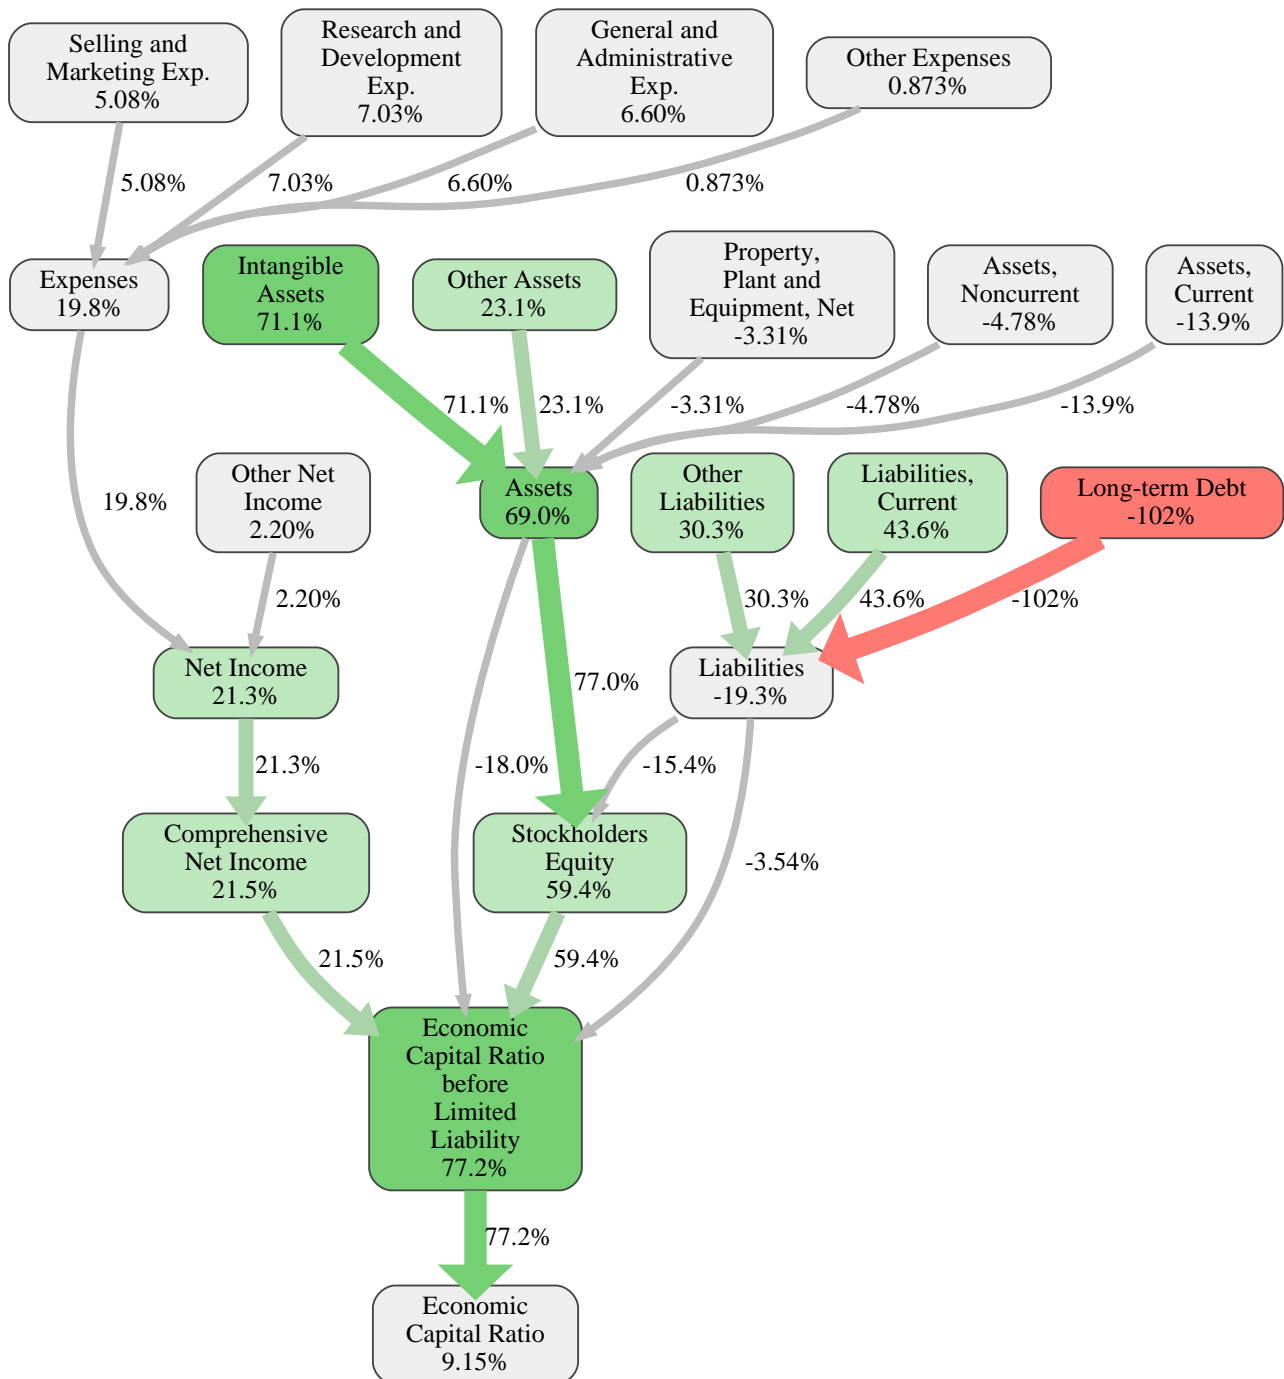 Selling and
Marketing Exp.
5.08%
Research and
Development
Exp.
7.03%
General and
Administrative
Exp.
6.60%
Other Expenses
0.873%
5.08%
7.03%
6.60%
0.873%
Expenses
19.8%
Intangible
Assets
71.1%
Other Assets
23.1%
Property,
Plant and
Equipment, Net
-3.31%
Assets,
Noncurrent
-4.78%
Assets,
Current
-13.9%
71.1%
23.1%
-3.31%
-4.78%
-13.9%
19.8%
Other Net
Income
2.20%
Assets
69.0%
Other
Liabilities
30.3%
Liabilities,
Current
43.6%
Long-term Debt
-102%
2.20%
30.3%
43.6%
-102%
Net Income
21.3%
77.0%
Liabilities
-19.3%
21.3%
-18.0%
-15.4%
Comprehensive
Net Income
21.5%
Stockholders
Equity
59.4%
-3.54%
21.5%
59.4%
Economic
Capital Ratio
before
Limited
Liability
77.2%
77.2%
Economic
Capital Ratio
9.15%